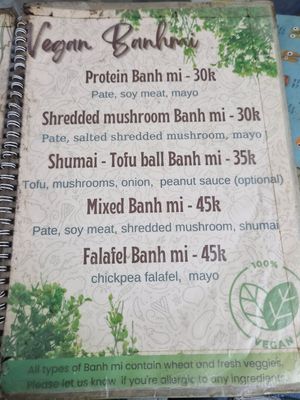 Vegan Banhmi
Protein Banh mi - 30k
Pate, soy meat, mayo
Shredded mushroom Banh mi - 30k
Pate, salted shredded mushroom, mayo
Shumai - Tofu ball Banh mi - 35k
Tofu, mushrooms, onion, peanut sauce (optional)
Mixed Banh mi - 45k
Pate, soy meat, shredded mushroom, shumai
Falafel Banh mi - 45k
chickpea falafel, mayo
100%
VEGAN
All types of Banh mi contain wheat and fresh veggies.
Please let us know if you're allergic to any ingredients